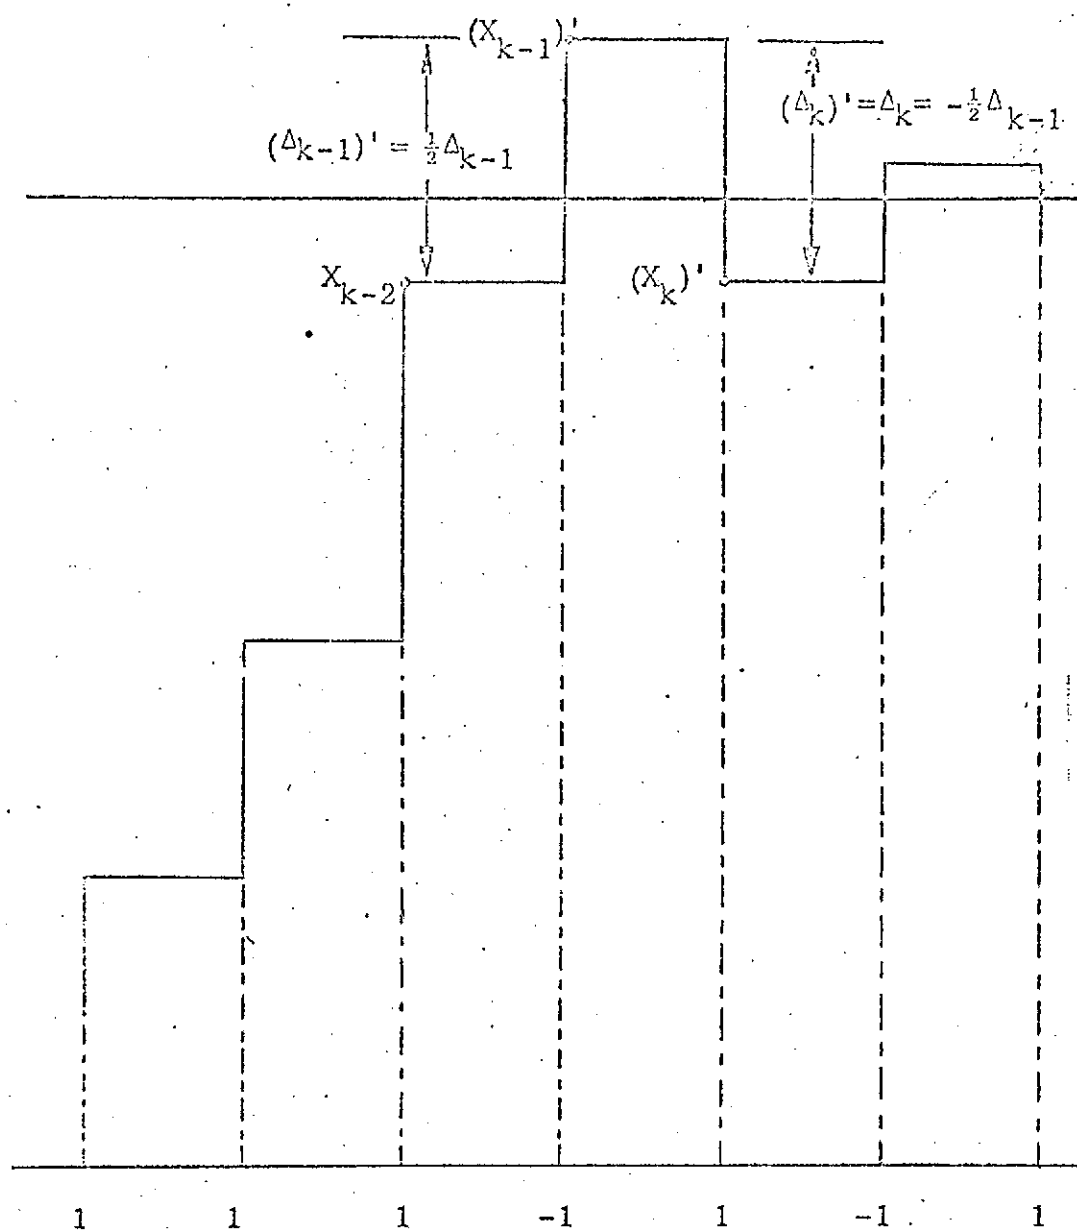 (X_{k-1})'
(Δ_k)' = Δ_k = -½Δ_{k-1}
(Δ_{k-1})' = ½Δ_{k-1}
X_{k-2}
(X_k)'
1 1 1 -1 1 -1 1